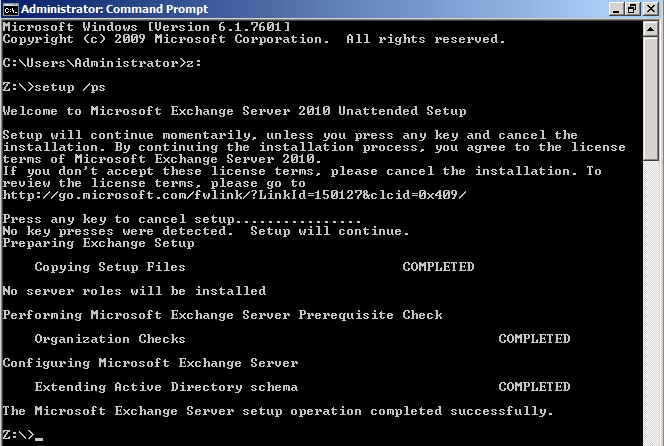 Administrator: Command Prompt
Microsoft Windows [Version 6.1.7601]
Copyright (c) 2009 Microsoft Corporation.  All rights reserved.
C:\Users\Administrator>z:
Z:\>setup /ps
Welcome to Microsoft Exchange Server 2010 Unattended Setup
Setup will continue momentarily, unless you press any key and cancel the
installation. By continuing the installation process, you agree to the license
terms of Microsoft Exchange Server 2010.
If you don't accept these license terms, please cancel the installation. To
review the license terms, please go to
http://go.microsoft.com/fwlink/?LinkId=150127&clcid=0x409/
Press any key to cancel setup................
No key presses were detected.  Setup will continue.
Preparing Exchange Setup
Copying Setup Files COMPLETED
No server roles will be installed
Performing Microsoft Exchange Server Prerequisite Check
Organization Checks COMPLETED
Configuring Microsoft Exchange Server
Extending Active Directory schema COMPLETED
The Microsoft Exchange Server setup operation completed successfully.
Z:\>_